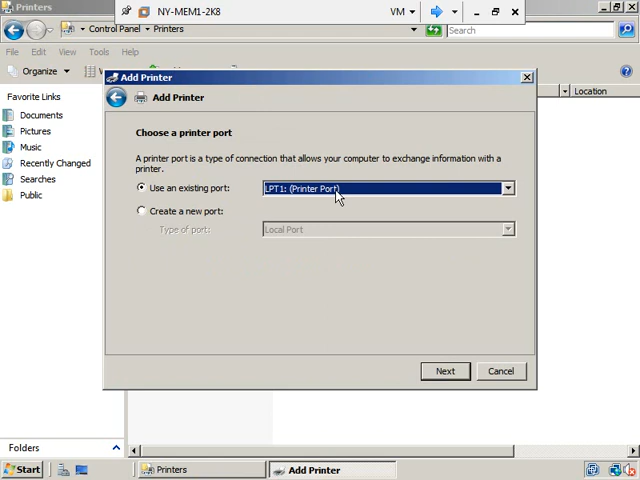 Printers
NY-MEM1-2K8
VM
Control Panel
Printers
Search
File
Edit
View
Tools
Help
Organize
Add Printer
Location
Favorite Links
Documents
Pictures
Music
Recently Changed
Searches
Public
Add Printer
Choose a printer port
A printer port is a type of connection that allows your computer to exchange information with a
printer.
Use an existing port:
LPT1: (Printer Port)
Create a new port:
Type of port:
Local Port
Next
Cancel
Folders
Start
Printers
Add Printer